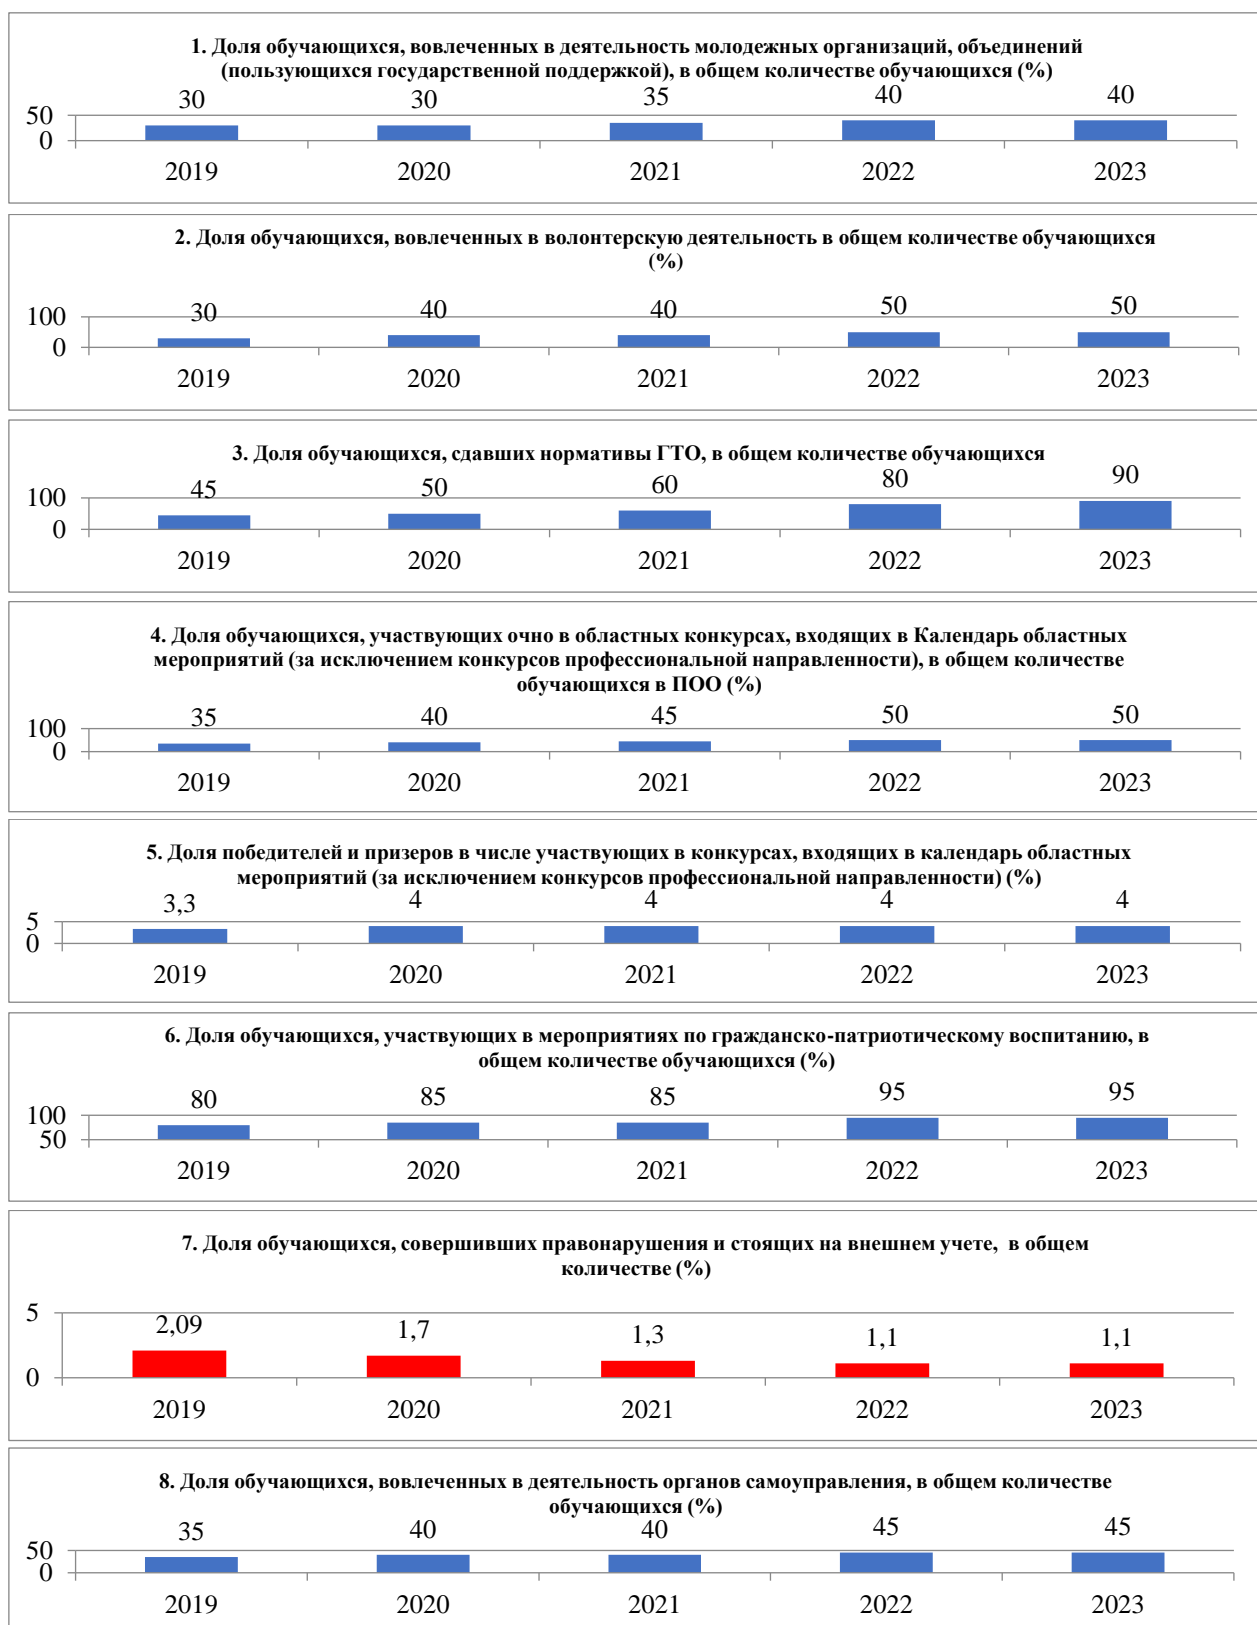 1. Доля обучающихся, вовлеченных в деятельность молодежных организаций, объединений
(пользующихся государственной поддержкой), в общем количестве обучающихся (%)
30 30 35 40 40
50
0
2019 2020 2021 2022 2023
2. Доля обучающихся, вовлеченных в волонтерскую деятельность в общем количестве обучающихся
(%)
30 40 40 50 50
100
0
2019 2020 2021 2022 2023
3. Доля обучающихся, сдавших нормативы ГТО, в общем количестве обучающихся
45 50 60 80 90
100
0
2019 2020 2021 2022 2023
4. Доля обучающихся, участвующих очно в областных конкурсах, входящих в Календарь областных
мероприятий (за исключением конкурсов профессиональной направленности), в общем количестве
обучающихся в ПОО (%)
35 40 45 50 50
100
0
2019 2020 2021 2022 2023
5. Доля победителей и призеров в числе участвующих в конкурсах, входящих в календарь областных
мероприятий (за исключением конкурсов профессиональной направленности) (%)
3,3 4 4 4 4
5
0
2019 2020 2021 2022 2023
6. Доля обучающихся, участвующих в мероприятиях по гражданско-патриотическому воспитанию, в
общем количестве обучающихся (%)
80 85 85 95 95
100
50
2019 2020 2021 2022 2023
7. Доля обучающихся, совершивших правонарушения и стоящих на внешнем учете, в общем
количестве (%)
5
2,09 1,7 1,3 1,1 1,1
0
2019 2020 2021 2022 2023
8. Доля обучающихся, вовлеченных в деятельность органов самоуправления, в общем количестве
обучающихся (%)
35 40 40 45 45
50
0
2019 2020 2021 2022 2023